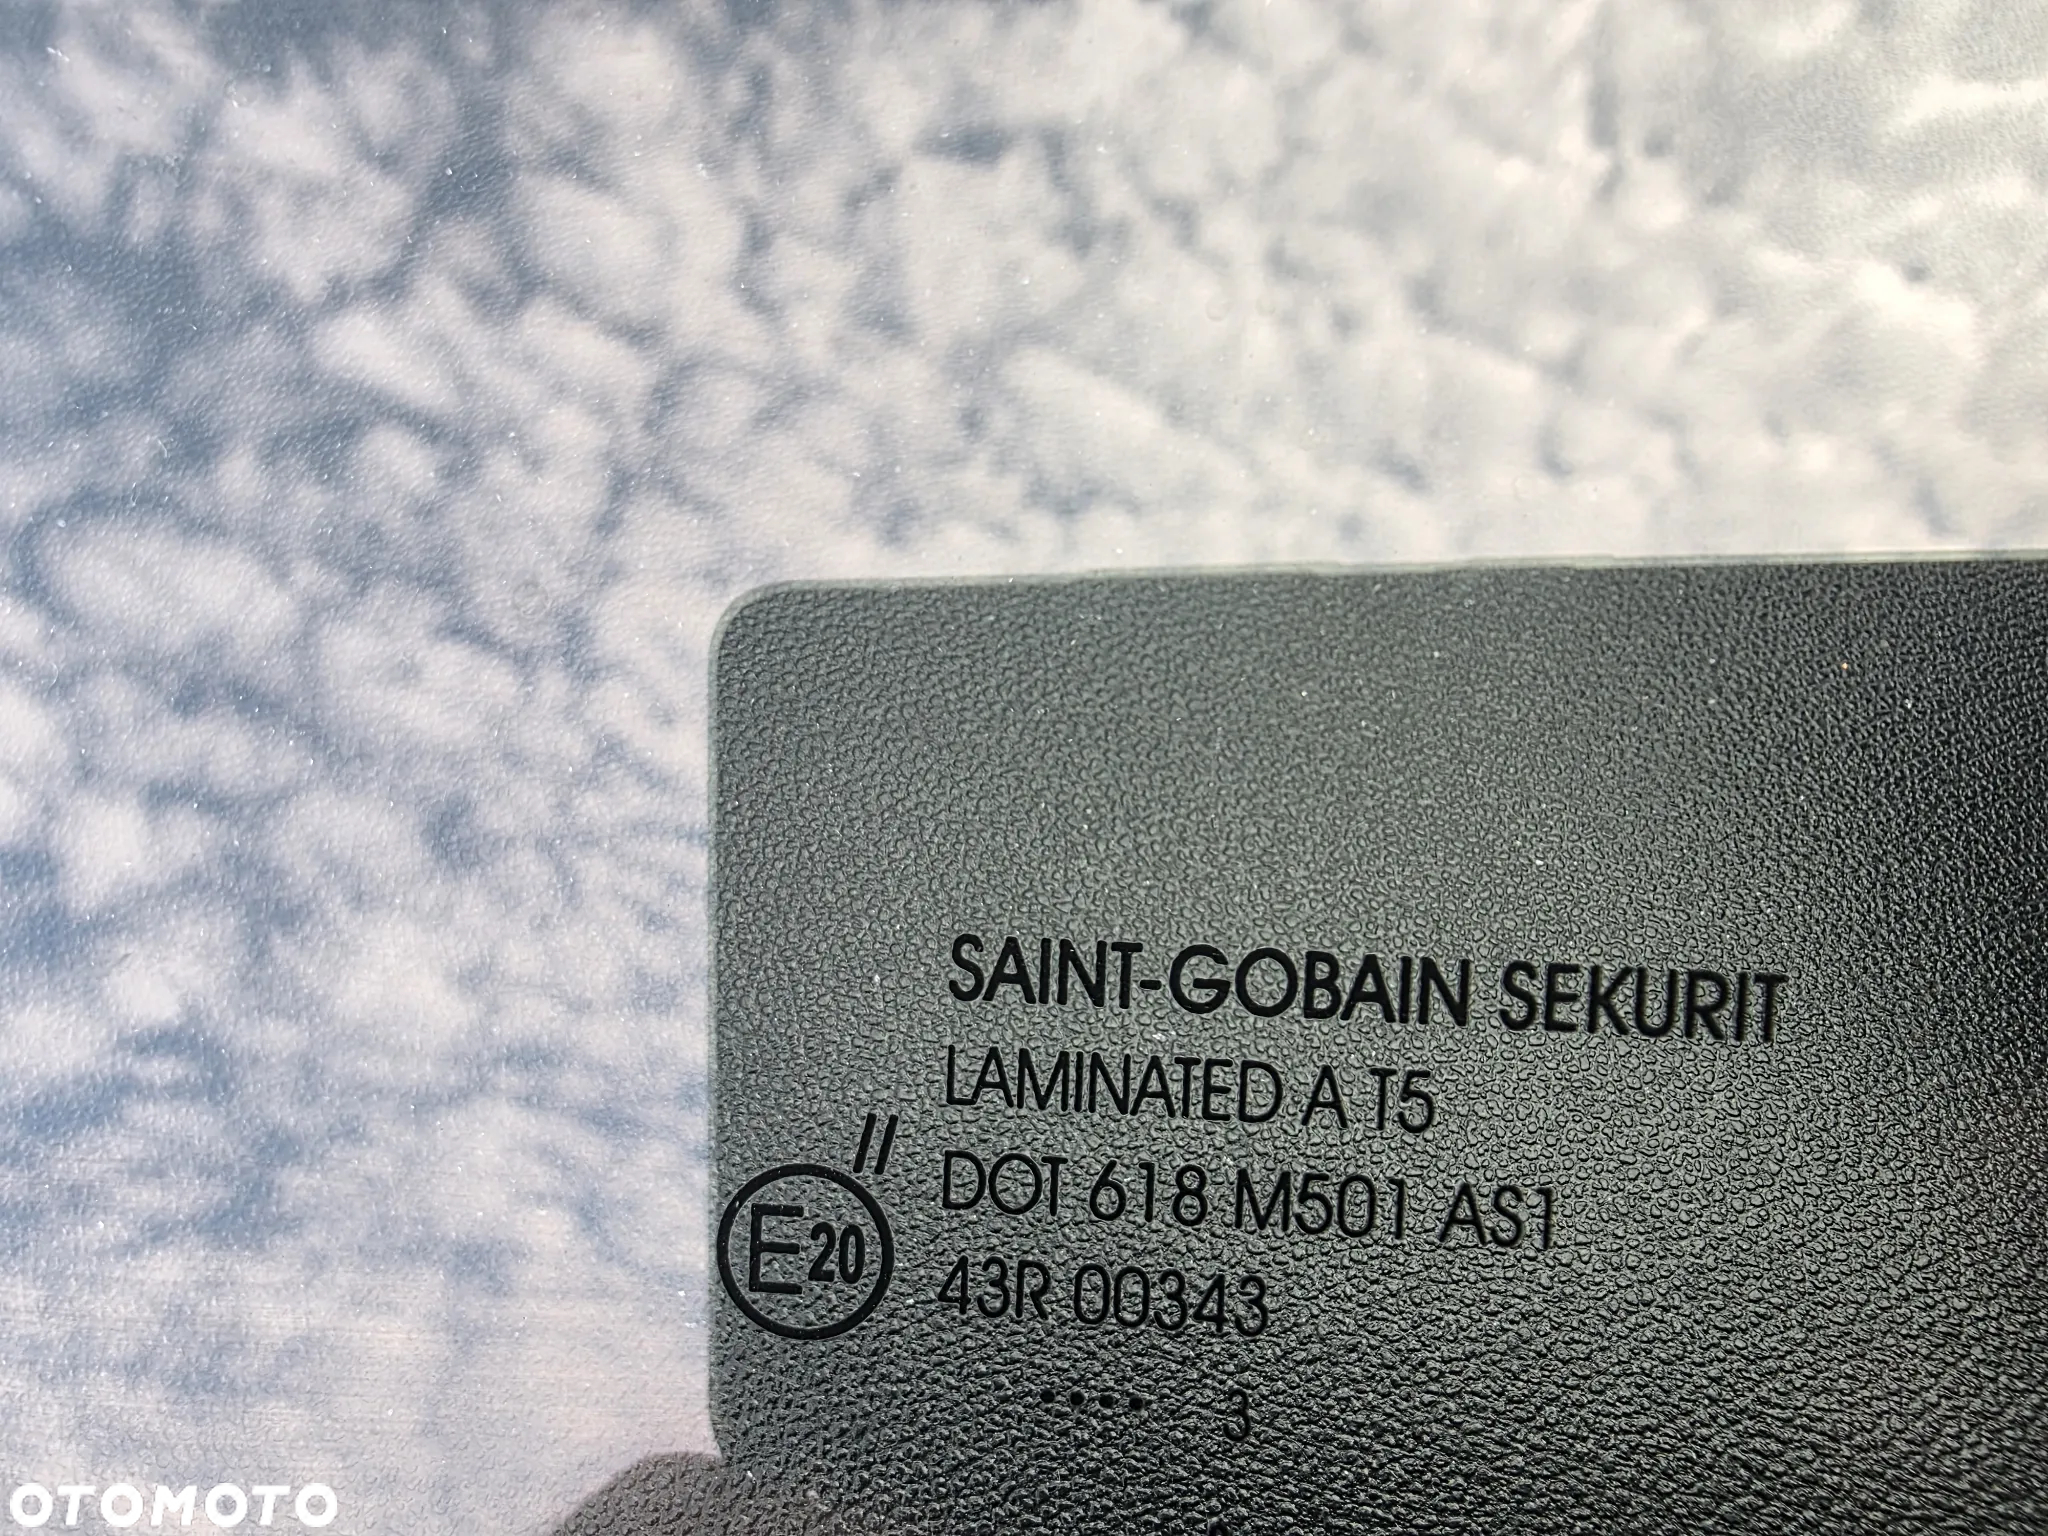 SAINT-GOBAIN SEKURIT
LAMINATED A T5
DOT 618 M501 AS1
//
E20
43R 00343
.... 3
OTOMOTO